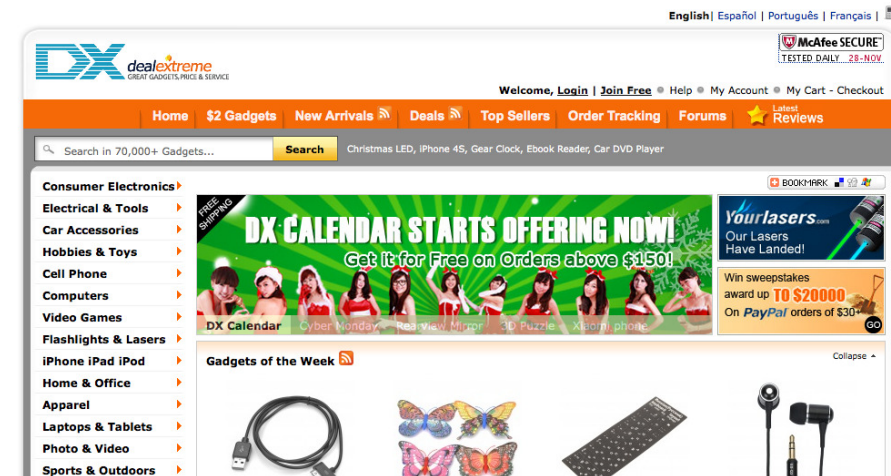 English| Español | Português | Français |
DX
dealextreme
GREAT GADGETS, PRICE & SERVICE
McAfee SECURE™
TESTED DAILY 28-NOV
Welcome, Login | Join Free Help My Account My Cart - Checkout
Home $2 Gadgets New Arrivals Deals Top Sellers Order Tracking Forums Latest Reviews
Search in 70,000+ Gadgets... Search Christmas LED, iPhone 4S, Gear Clock, Ebook Reader, Car DVD Player
BOOKMARK
Consumer Electronics
Electrical & Tools
Car Accessories
Hobbies & Toys
Cell Phone
Computers
Video Games
Flashlights & Lasers
iPhone iPad iPod
Home & Office
Apparel
Laptops & Tablets
Photo & Video
Sports & Outdoors
FREE SHIPPING
DX CALENDAR STARTS OFFERING NOW!
Get it for Free on Orders above $150!
DX Calendar Cyber Monday Rearview Mirror 3D Puzzle Xiaomi phone
Yourlasers.com
Our Lasers
Have Landed!
Win sweepstakes
award up TO $20000
On PayPal orders of $30+
GO
Gadgets of the Week
Collapse